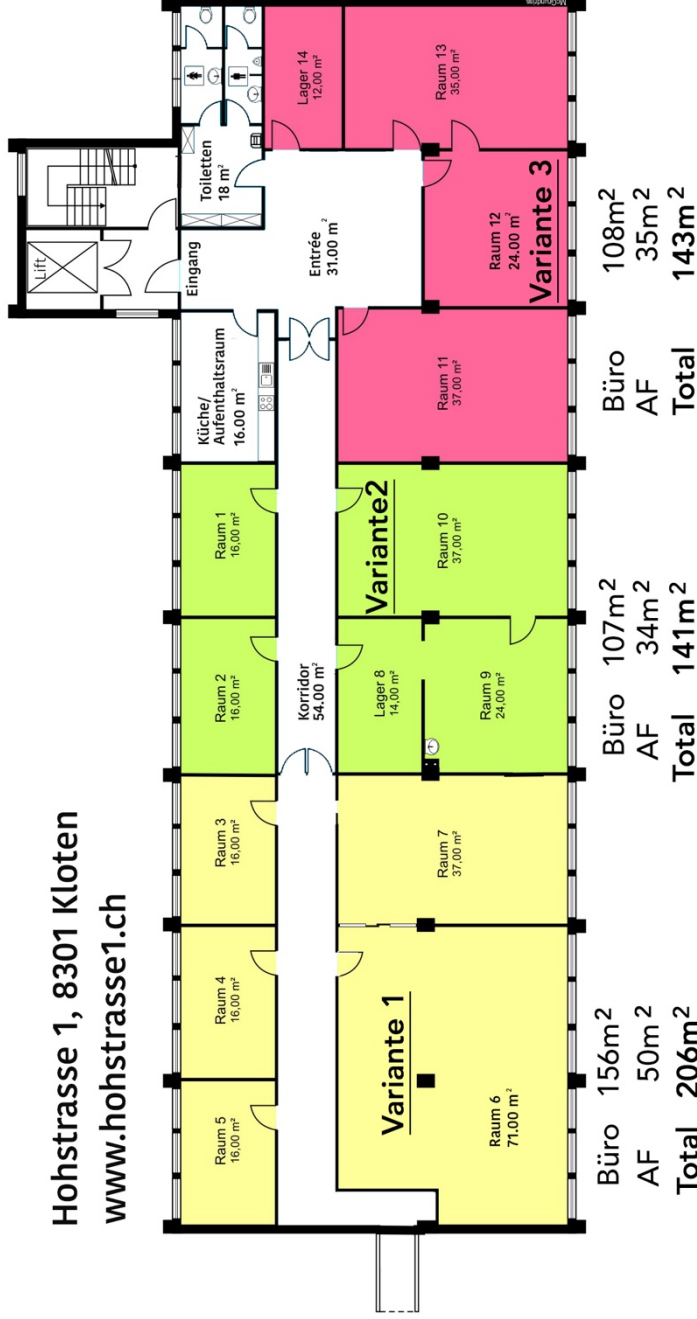 Hohstrasse 1, 8301 Kloten
www.hohstrasse1.ch
Lift
Eingang
Toiletten
18 m²
Entrée
31.00 m²
Küche/
Aufenthaltsraum
16.00 m²
Korridor
54.00 m²
Raum 5
16,00 m²
Raum 4
16,00 m²
Raum 3
16,00 m²
Raum 2
16,00 m²
Raum 1
16,00 m²
Variante 1
Raum 6
71.00 m²
Raum 7
37,00 m²
Lager 8
14,00 m²
Raum 9
24,00 m²
Variante2
Raum 10
37,00 m²
Raum 11
37,00 m²
Raum 12
24.00 m²
Variante 3
Raum 13
35,00 m²
Lager 14
12,00 m²
McGrundriss
Büro 156m²
AF 50m²
Total 206m²
Büro 107m²
AF 34m²
Total 141m²
Büro 108m²
AF 35m²
Total 143m²